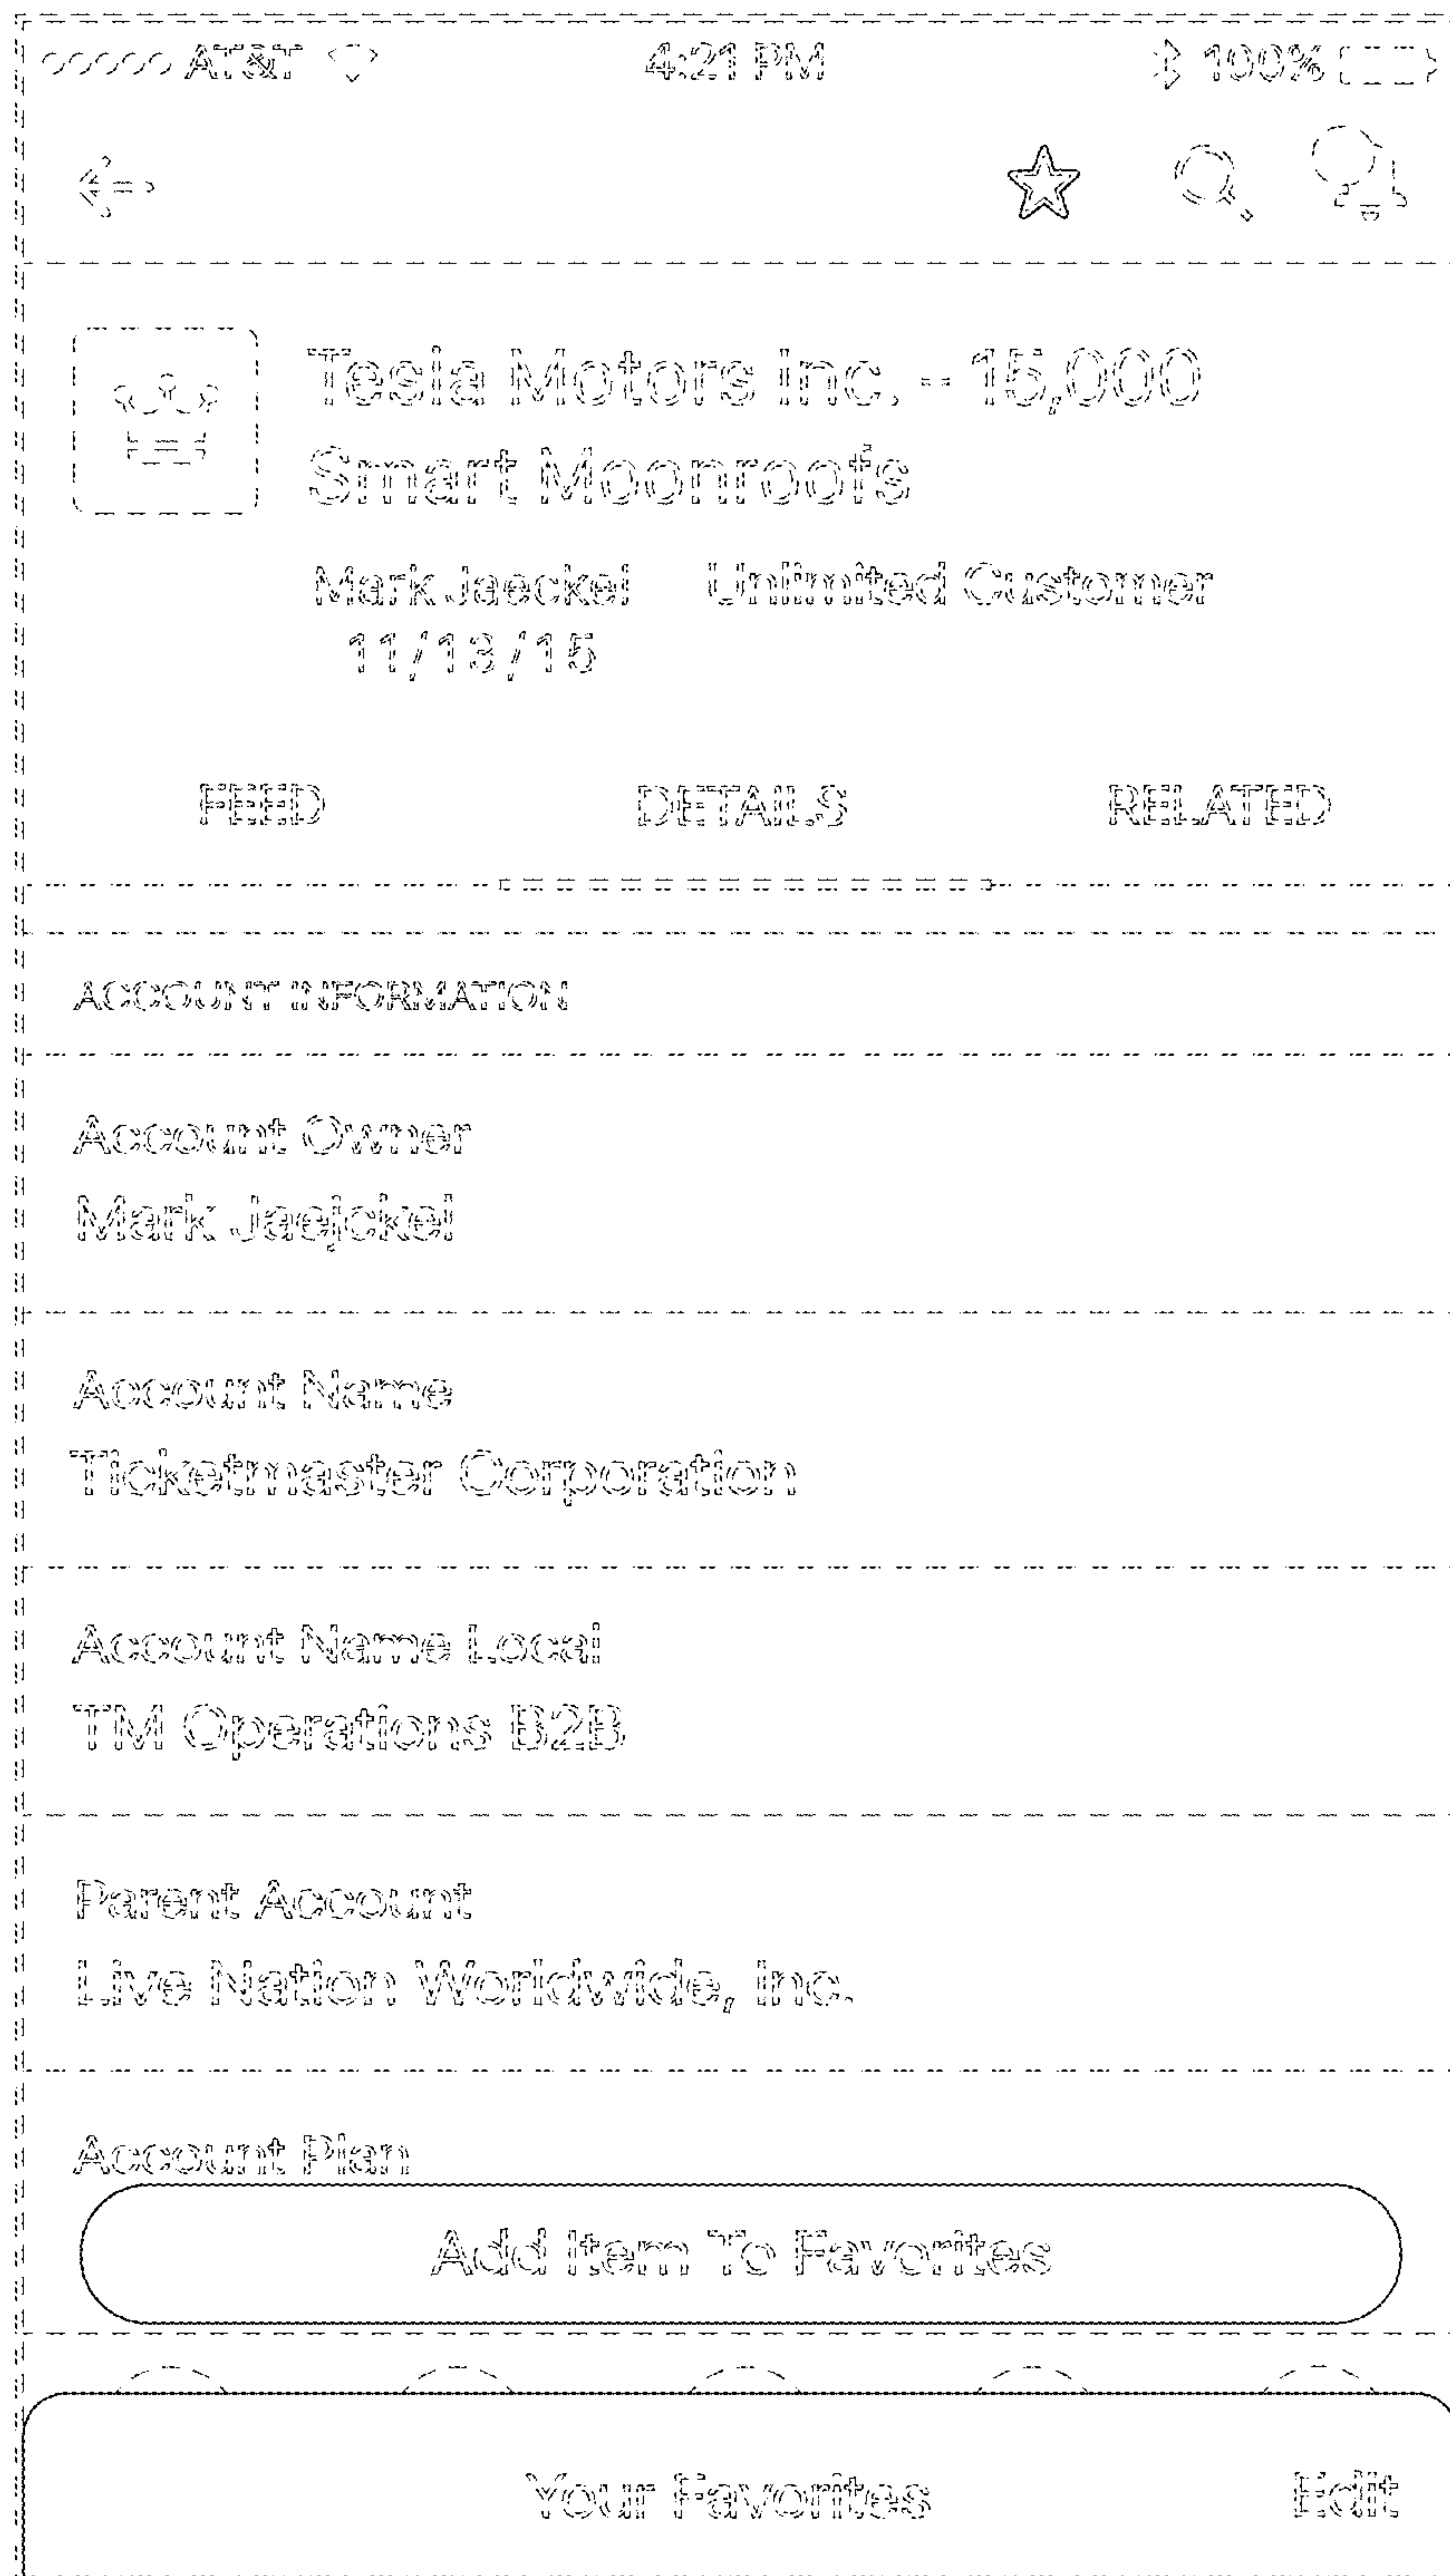 AT&T 4:21 PM 100%
Tesla Motors Inc. - 15,000
Smart Moonroofs
Mark Jaeckel Unlimited Customer
11/13/15
FEED DETAILS RELATED
ACCOUNT INFORMATION
Account Owner
Mark Jaejckel
Account Name
Ticketmaster Corporation
Account Name Local
TM Operations B2B
Parent Account
Live Nation Worldwide, Inc.
Account Plan
Add Item To Favorites
Your Favorites Edit